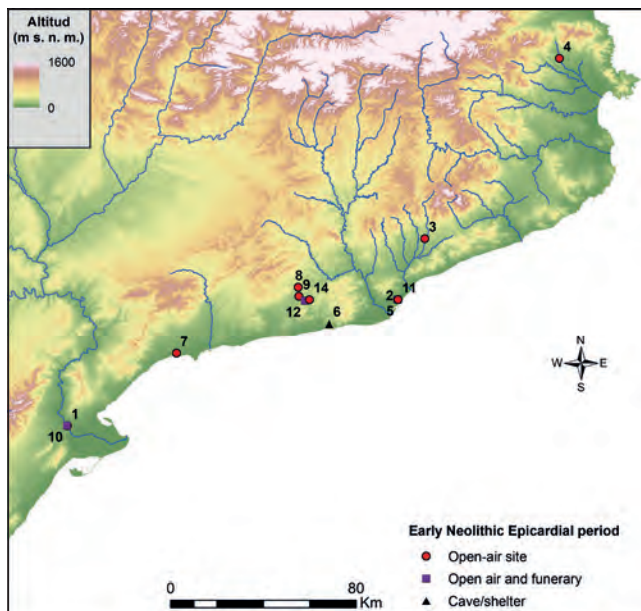 Altitud
(m s. n. m.)
1600
0
4
3
8
9
14
12
6
2
11
5
7
1
10
N
W
E
S
Early Neolithic Epicardial period
Open-air site
Open air and funerary
Cave/shelter
0
80
Km